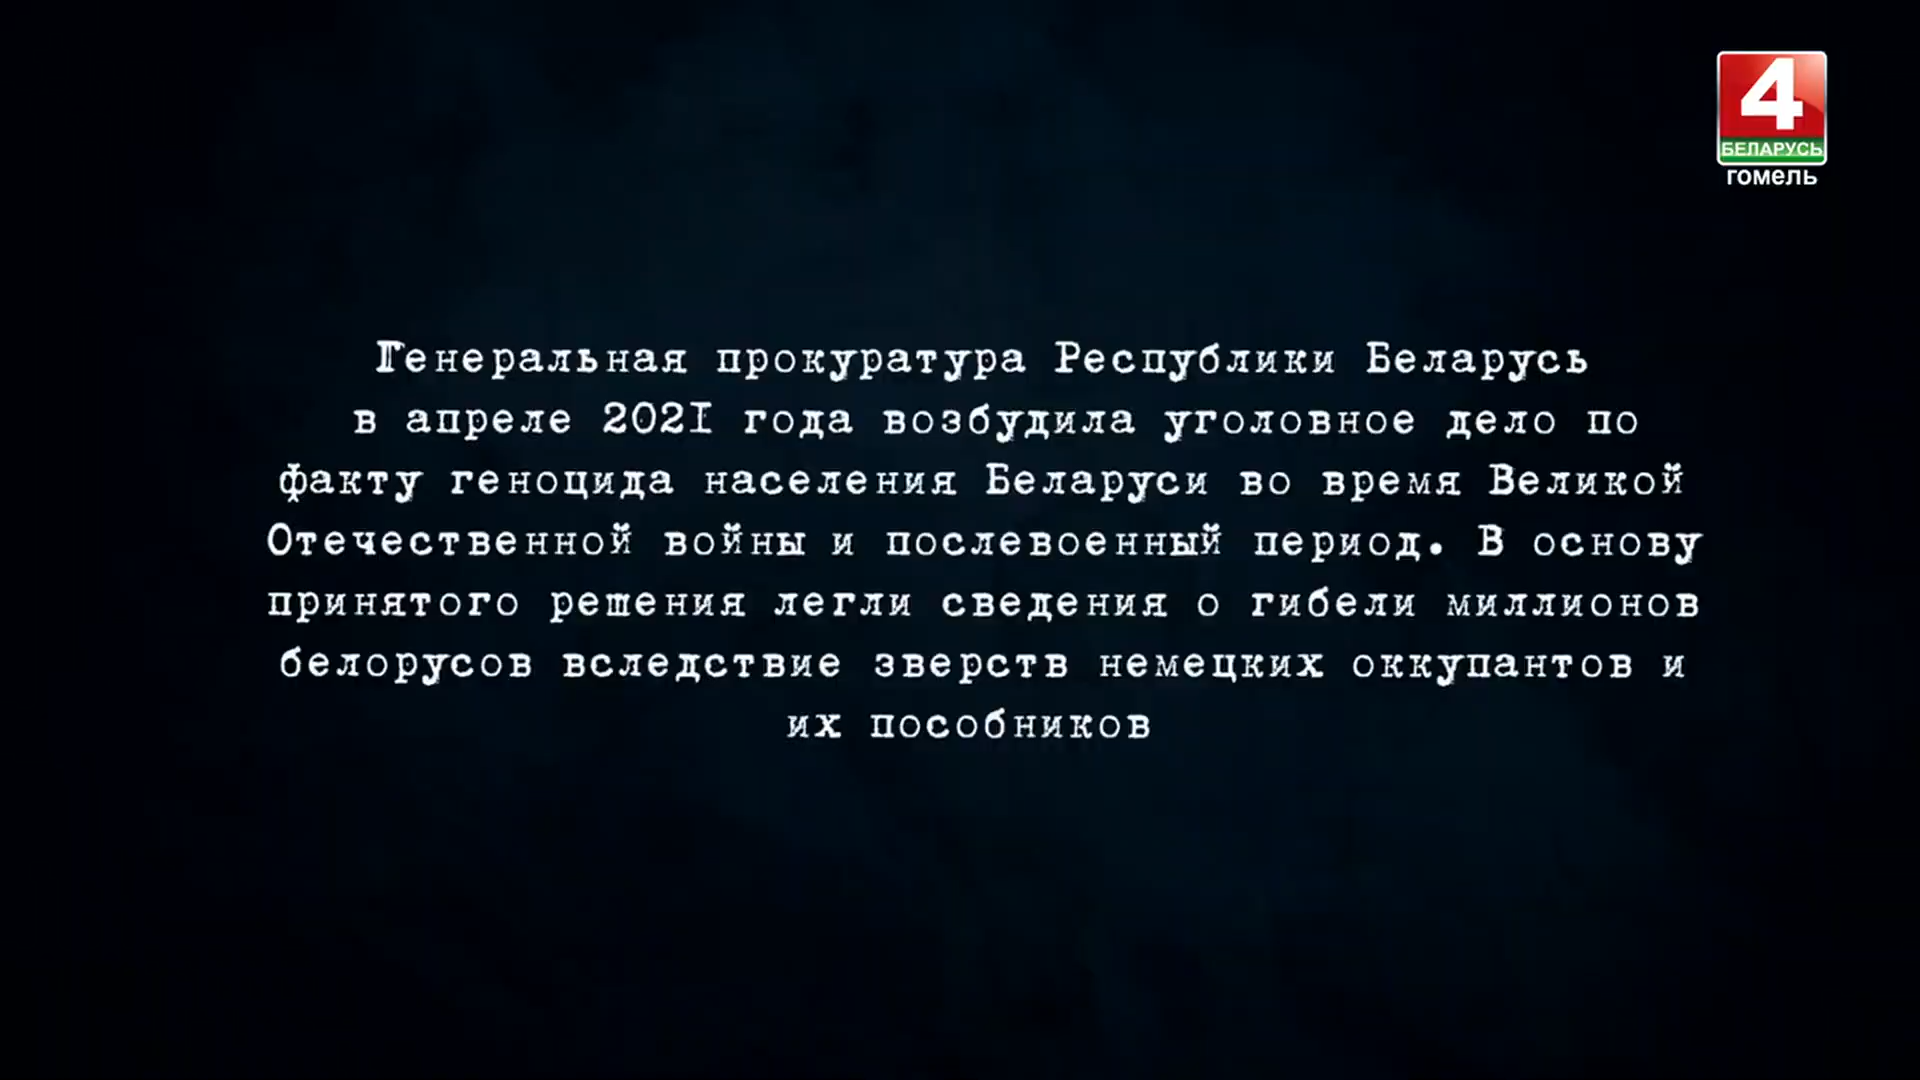 4
БЕЛАРУСЬ
гомель
Генеральная прокуратура Республики Беларусь
в апреле 2021 года возбудила уголовное дело по
факту геноцида населения Беларуси во время Великой
Отечественной войны и послевоенный период. В основу
принятого решения легли сведения о гибели миллионов
белорусов вследствие зверств немецких оккупантов и
их пособников